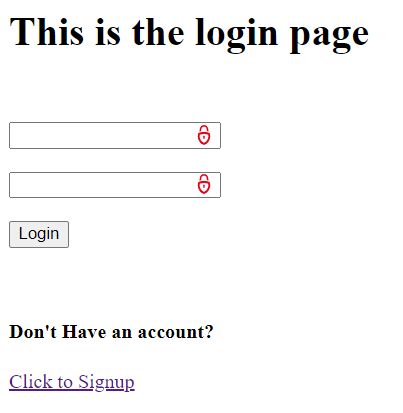 This is the login page
Login
Don't Have an account?
Click to Signup